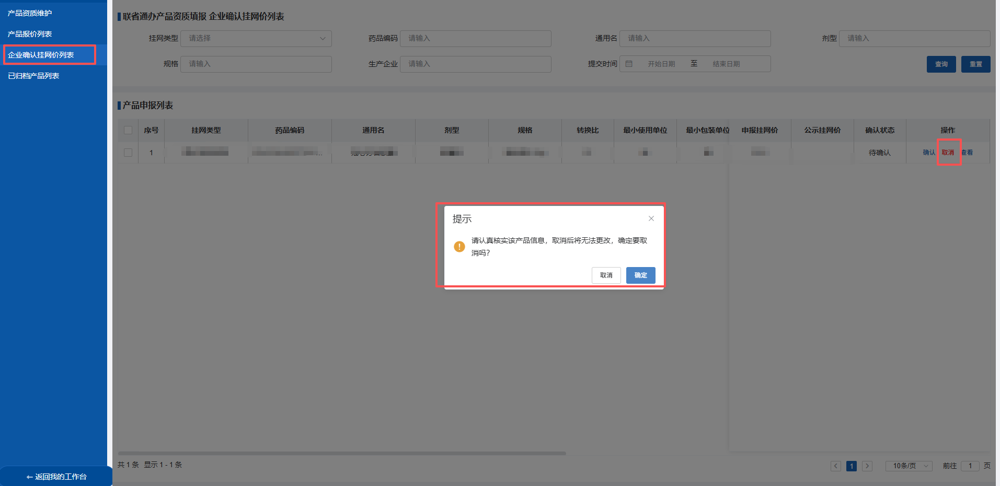 产品资质维护
产品报价列表
企业确认挂网价列表
已归档产品列表
返回我的工作台
联省通办产品资质填报 企业确认挂网价列表
挂网类型 请选择 药品编码 请输入 通用名 请输入 剂型 请输入
规格 请输入 生产企业 请输入 提交时间 开始日期 至 结束日期 查询 重置
产品申报列表
序号 挂网类型 药品编码 通用名 剂型 规格 转换比 最小使用单位 最小包装单位 申报挂网价 公示挂网价 确认状态 操作
1 待确认 确认 取消 查看
提示
请认真核实该产品信息，取消后将无法更改，确定要取
消吗？
取消 确定
共 1 条 显示 1 - 1 条 1 10条/页 前往 1 页